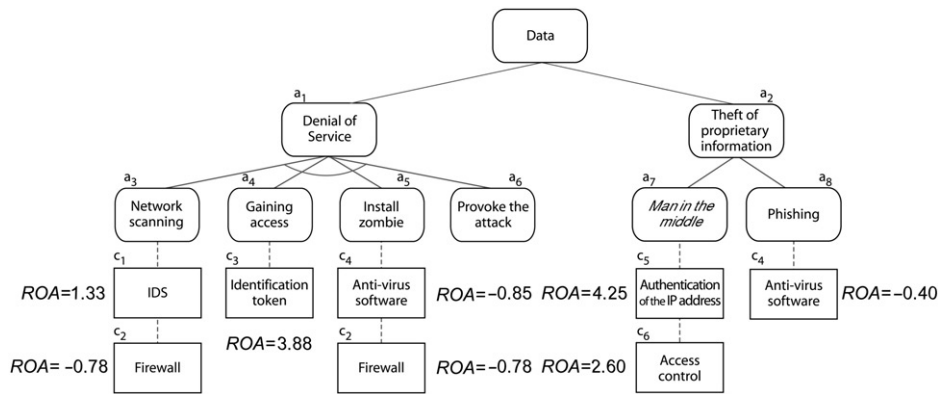 Data
a1
a2
Denial of
Service
Theft of
proprietary
information
a3
a4
a5
a6
a7
a8
Network
scanning
Gaining
access
Install
zombie
Provoke the
attack
Man in the
middle
Phishing
c1
c3
c4
c5
c4
ROA=1.33
IDS
Identification
token
Anti-virus
software
ROA=−0.85
ROA=4.25
Authentication
of the IP address
Anti-virus
software
ROA=−0.40
c2
ROA=3.88
c2
c6
ROA= −0.78
Firewall
Firewall
ROA=−0.78
ROA=2.60
Access
control